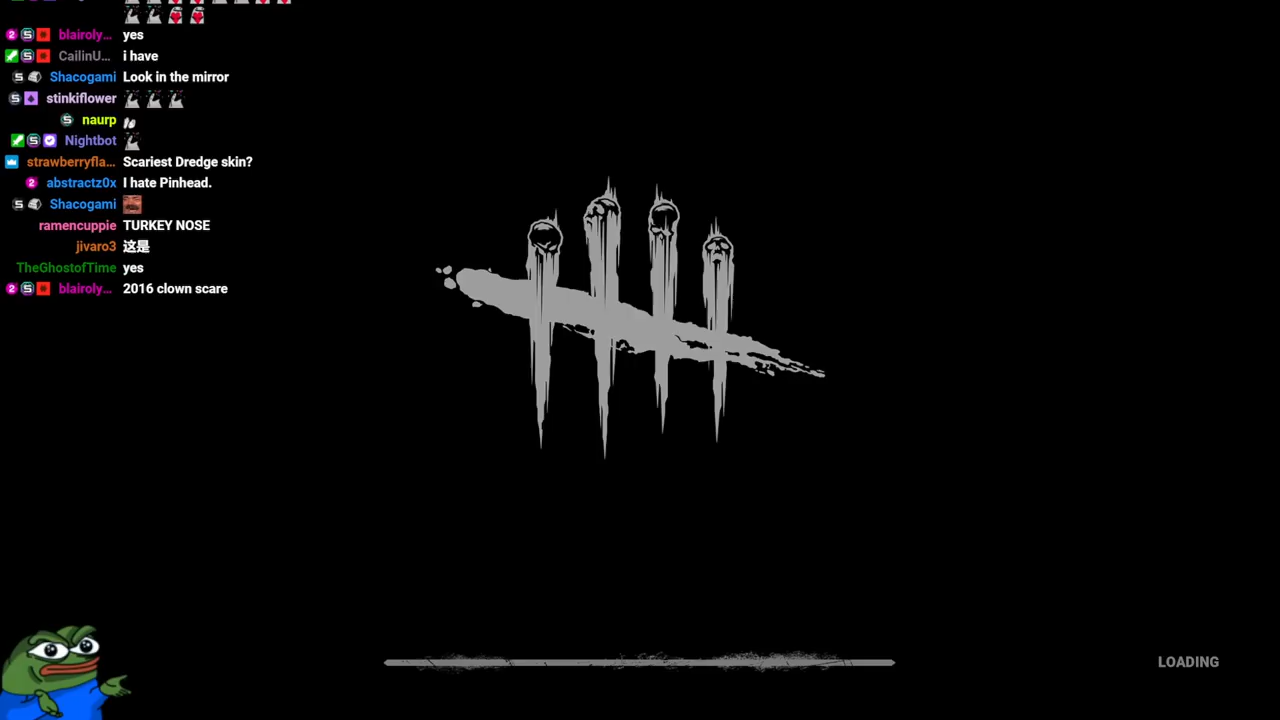 blairoly... yes
CailinU... i have
Shacogami Look in the mirror
stinkiflower
naurp
Nightbot
strawberryfla... Scariest Dredge skin?
abstractz0x I hate Pinhead.
Shacogami
ramencuppie TURKEY NOSE
jivaro3 这是
TheGhostofTime yes
blairoly... 2016 clown scare
LOADING